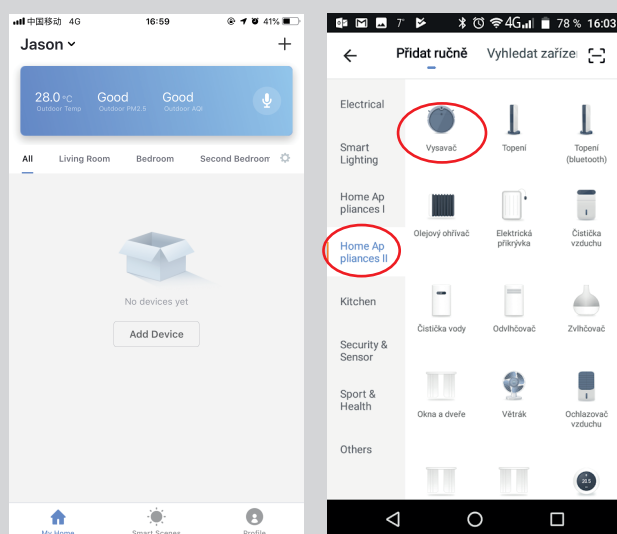 中国移动 4G 16:59 41%
Jason
28.0 °C Good Good
Outdoor Temp Outdoor PM2.5 Outdoor AQI
All Living Room Bedroom Second Bedroom
No devices yet
Add Device
My Home Smart Scenes Profile
7° 4G 78 % 16:03
Přidat ručně Vyhledat zaříze
Electrical
Smart
Lighting
Home Ap
pliances I
Home Ap
pliances II
Kitchen
Security &
Sensor
Sport &
Health
Others
Vysavač Topení Topení
(bluetooth)
Olejový ohřívač Elektrická
přikrývka Čistička
vzduchu
Čistička vody Odvlhčovač Zvlhčovač
Okna a dveře Větrák Ochlazovač
vzduchu